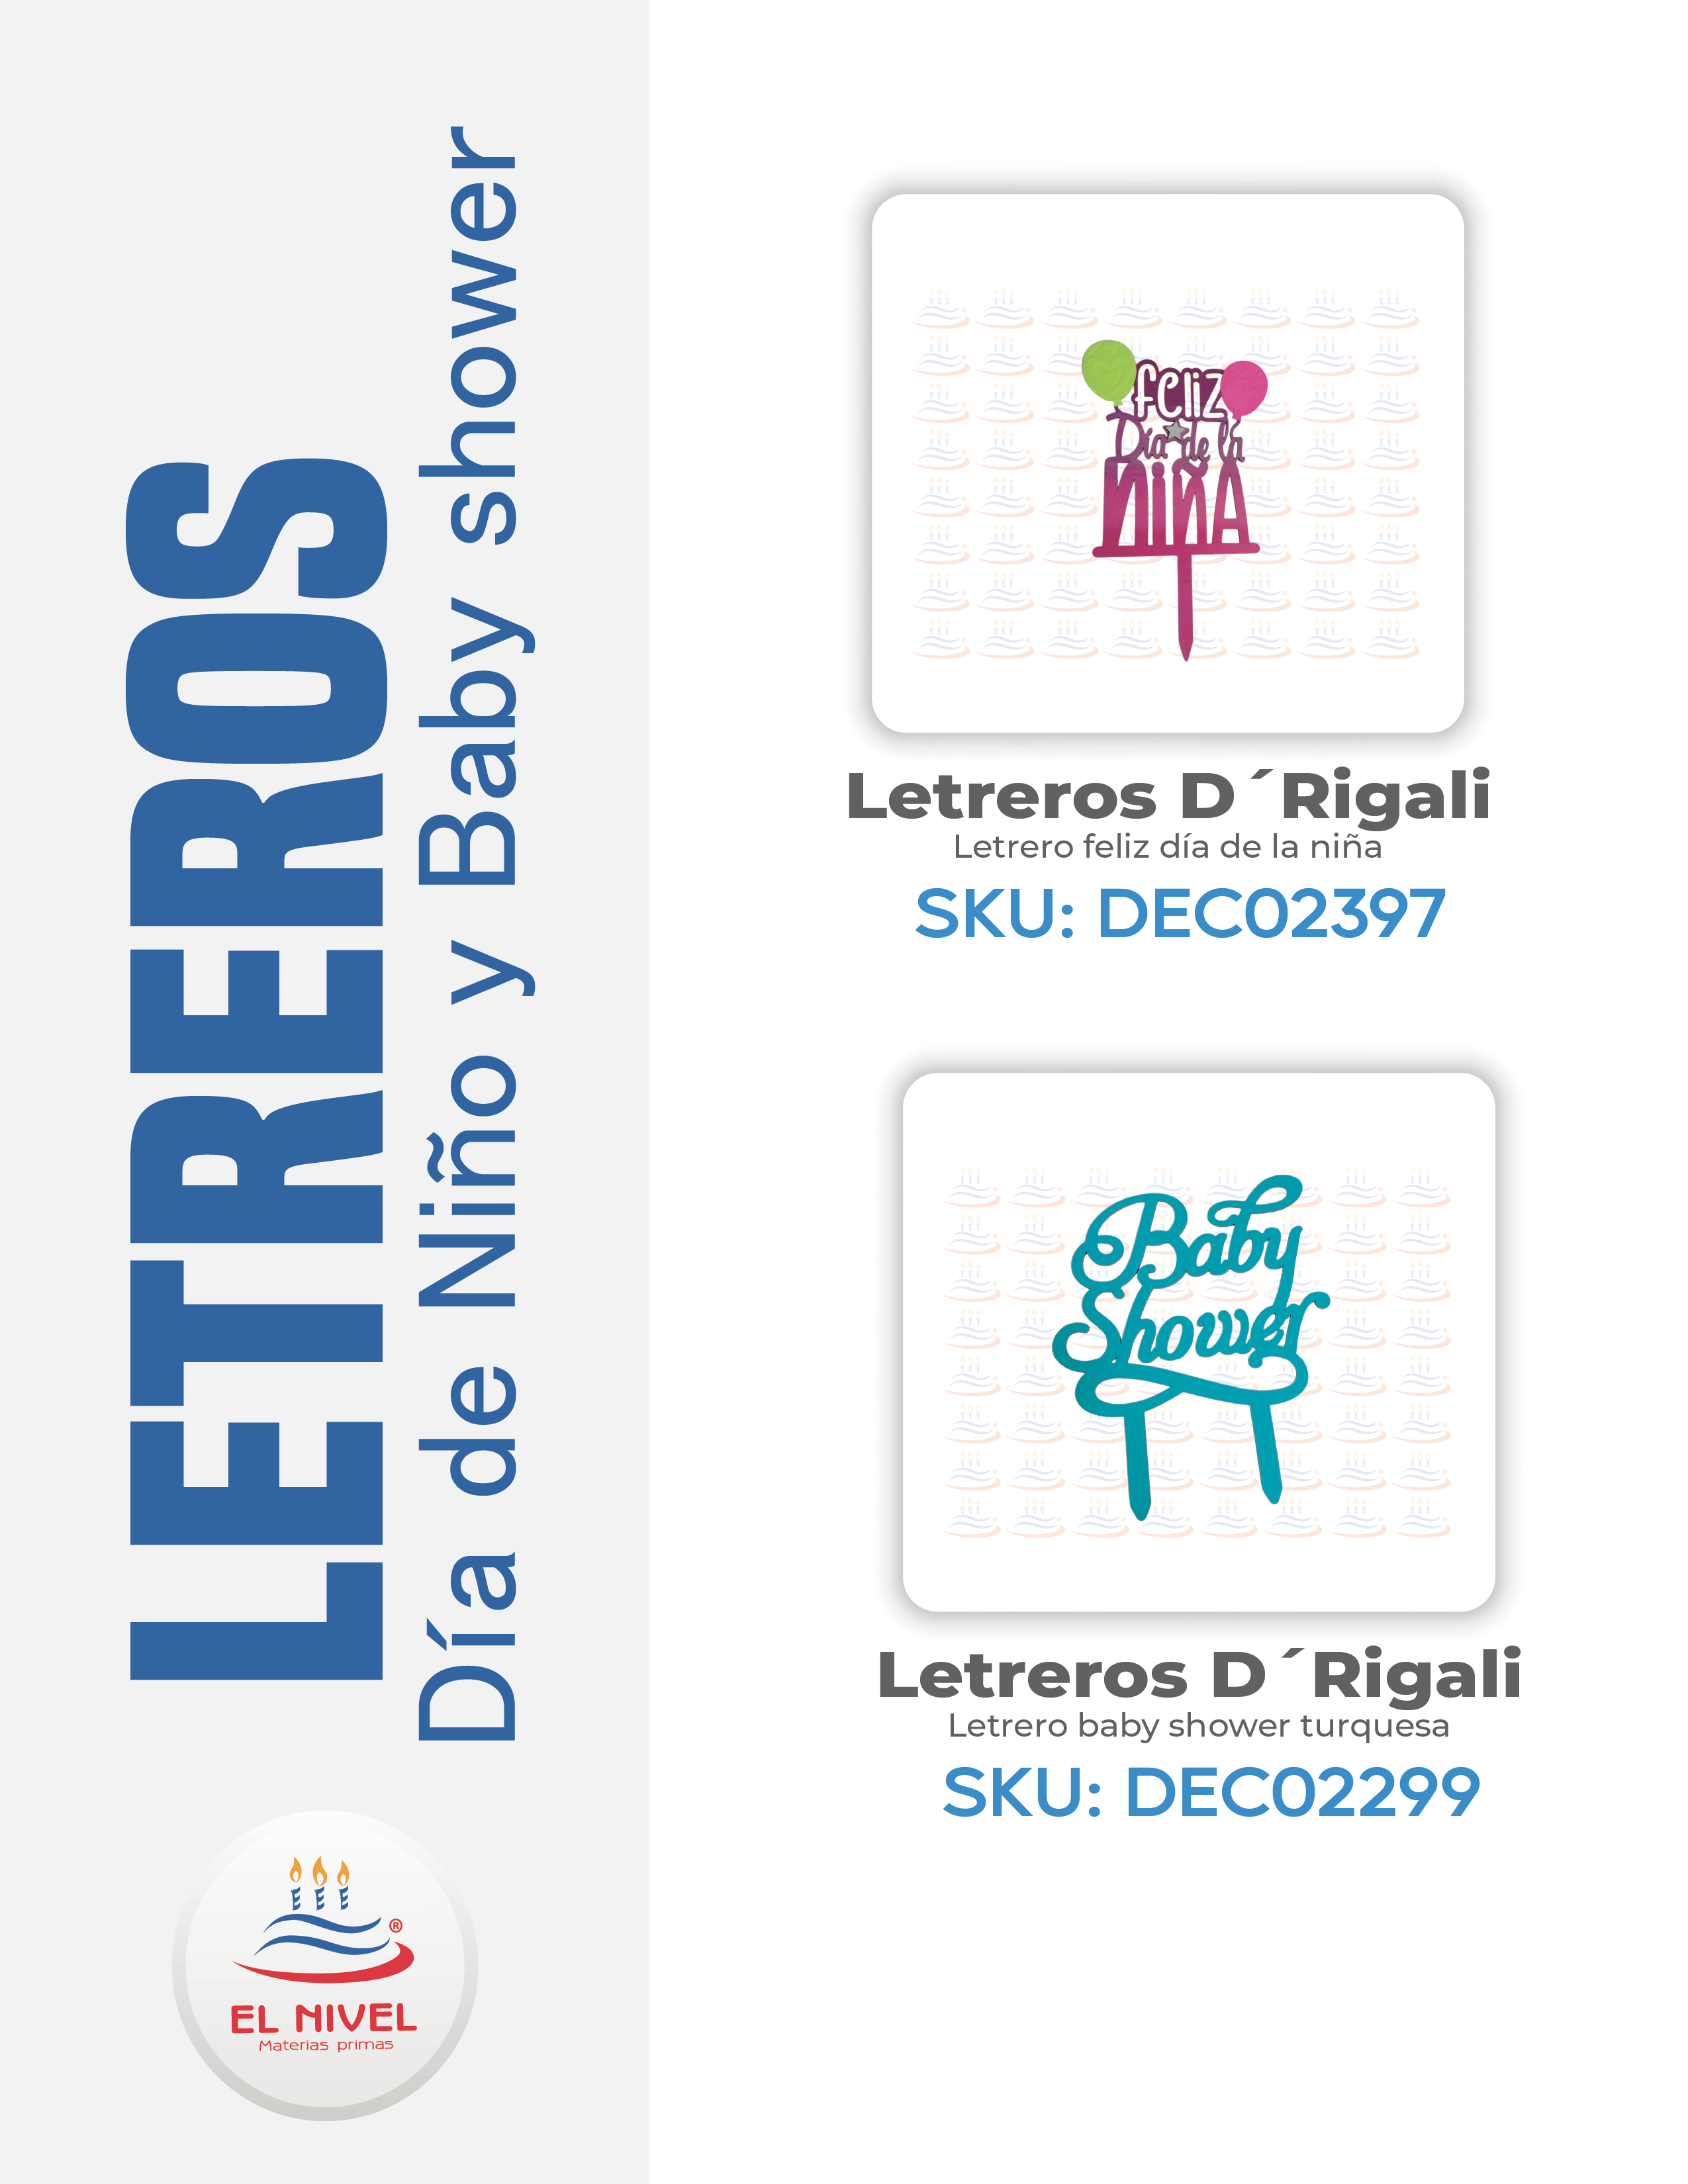 LETREROS
Día de Niño y Baby shower
feliz
Día de la
NIÑA
Letreros D´Rigali
Letrero feliz día de la niña
SKU: DEC02397
Baby
Shower
Letreros D´Rigali
Letrero baby shower turquesa
SKU: DEC02299
®
EL NIVEL
Materias primas